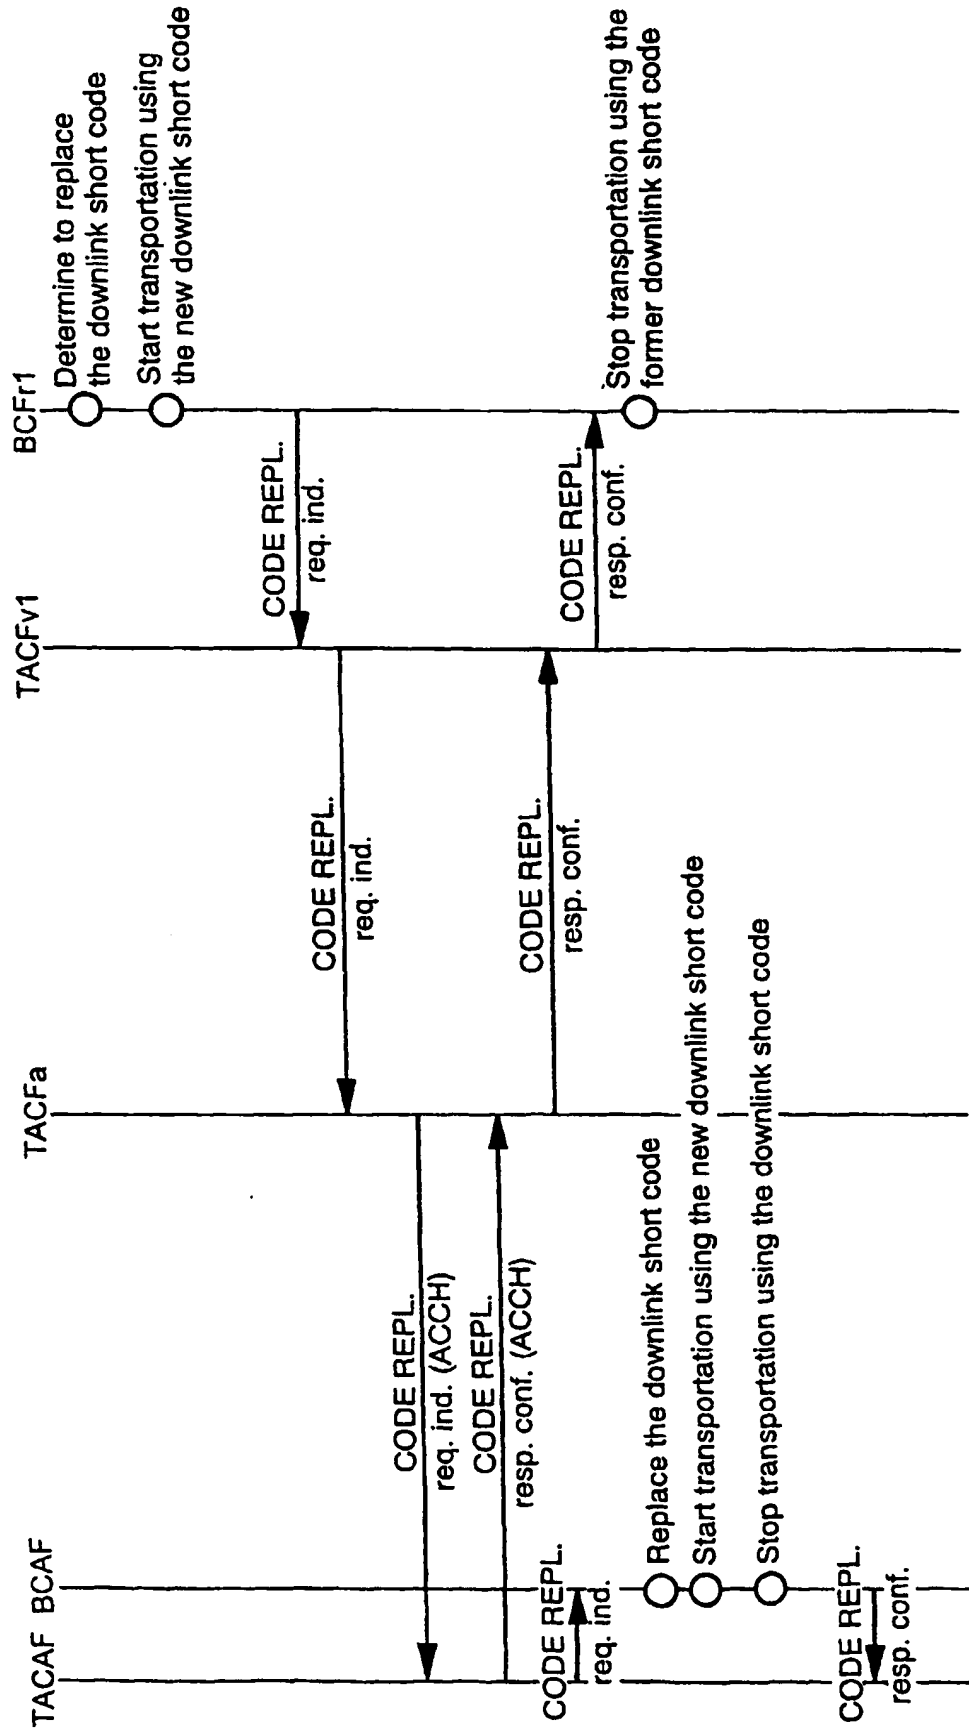 TACAF BCAF
TACFa
TACFv1
BCFr1
Determine to replace
the downlink short code
Start transportation using
the new downlink short code
CODE REPL.
req. ind.
CODE REPL.
req. ind.
CODE REPL.
req. ind. (ACCH)
CODE REPL.
resp. conf. (ACCH)
CODE REPL.
resp. conf.
CODE REPL.
resp. conf.
CODE REPL.
req. ind.
Stop transportation using the
former downlink short code
Replace the downlink short code
Start transportation using the new downlink short code
Stop transportation using the downlink short code
CODE REPL.
resp. conf.